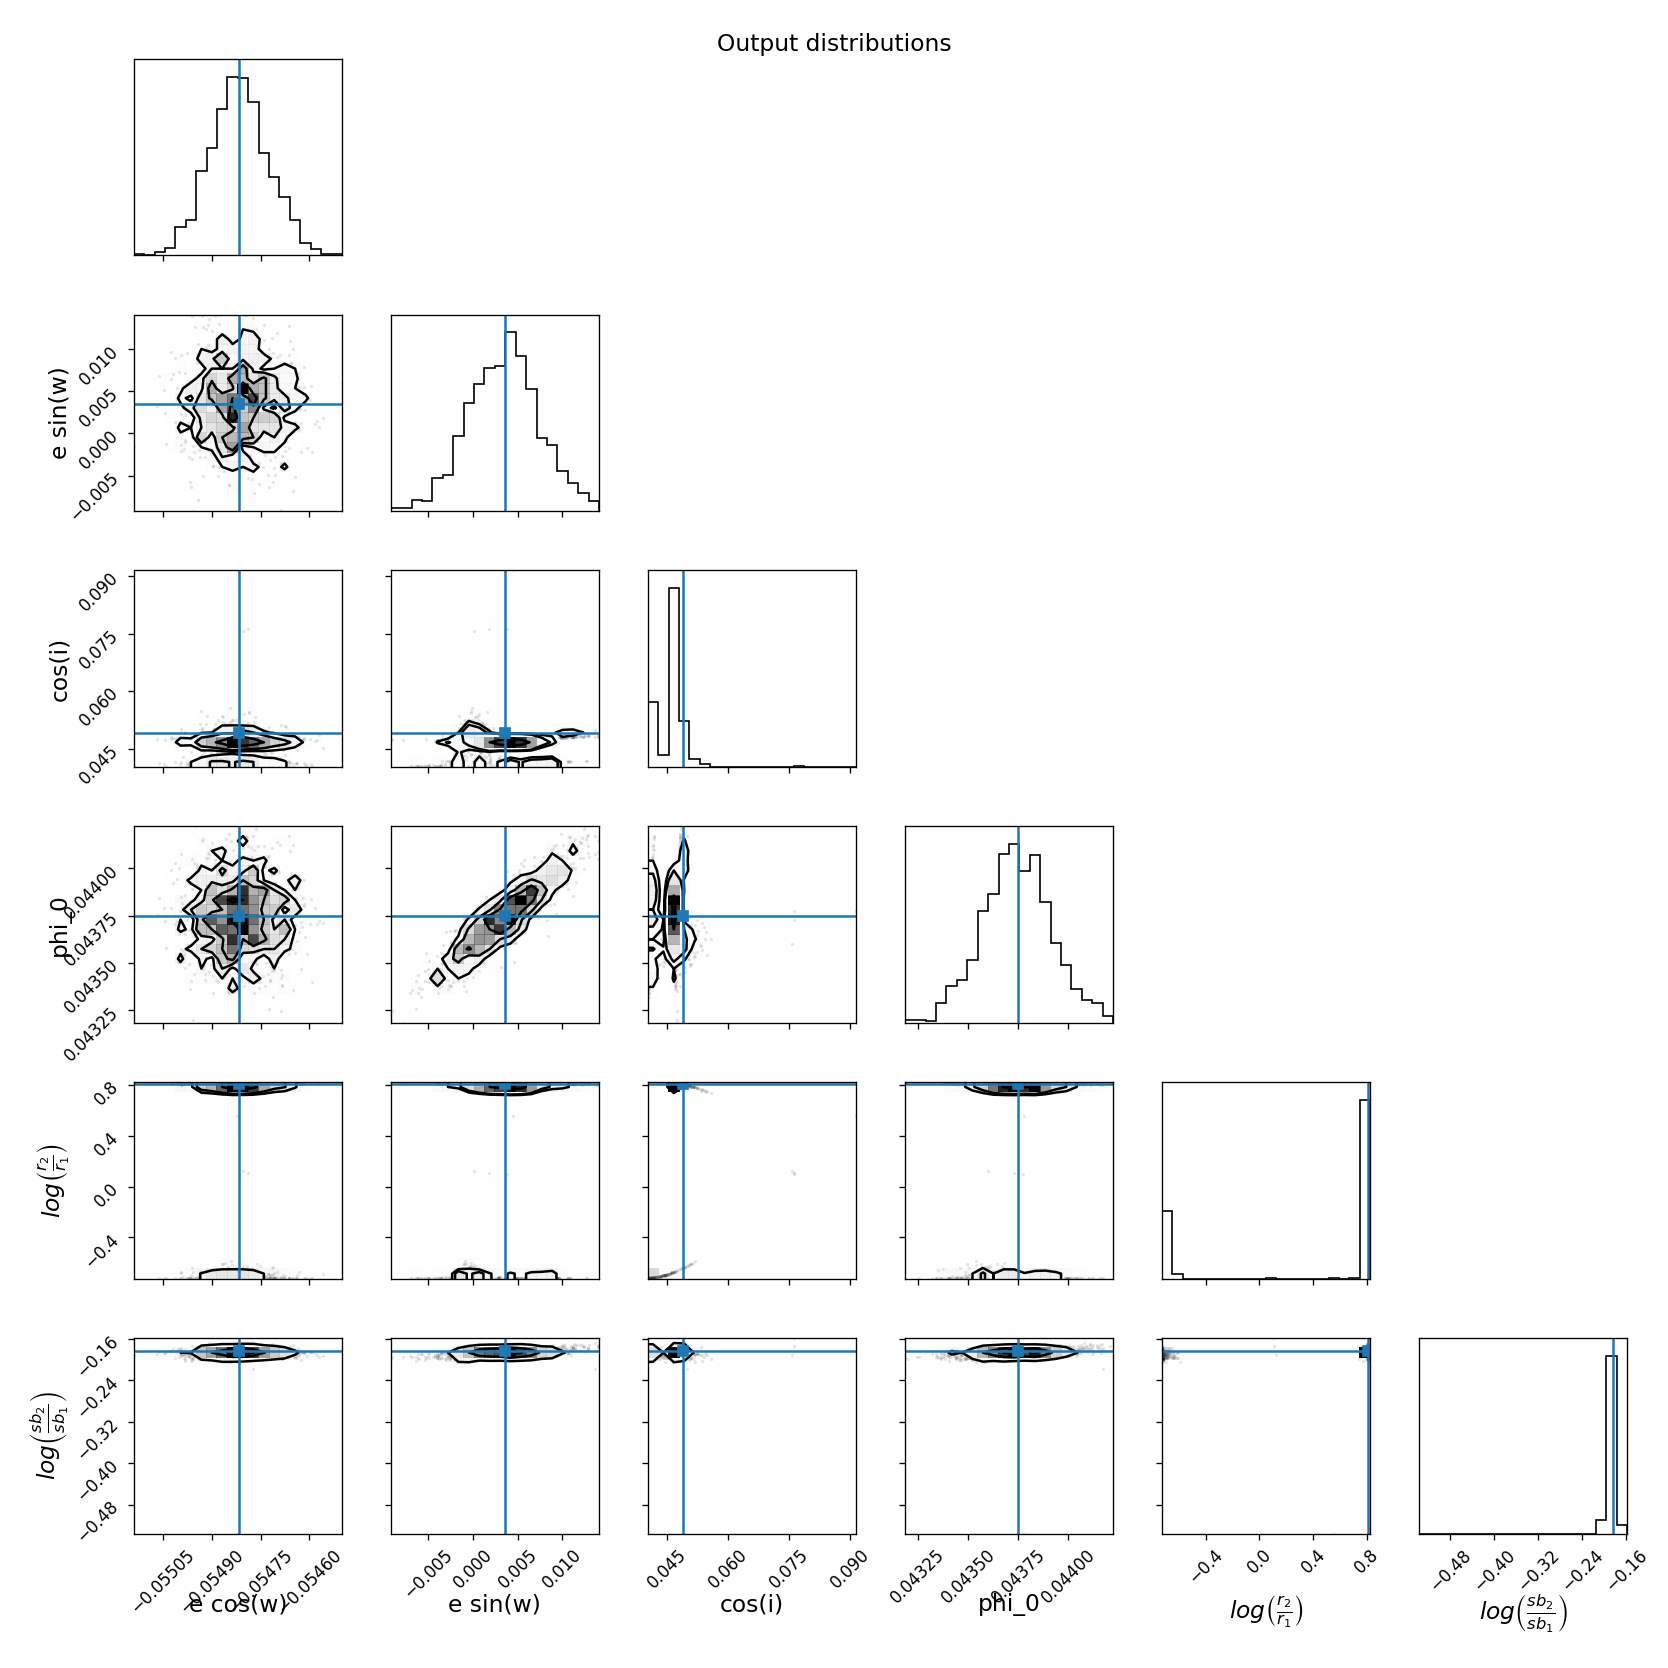 Output distributions
e sin(w)
0.010
0.005
0.000
−0.005
cos(i)
0.090
0.075
0.060
0.045
phi_0
0.04400
0.04375
0.04350
0.04325
log(r₂/r₁)
0.8
0.4
0.0
−0.4
log(sb₂/sb₁)
−0.16
−0.24
−0.32
−0.40
−0.48
−0.05505 −0.05490 −0.05475 −0.05460
−0.005 0.000 0.005 0.010
0.045 0.060 0.075 0.090
0.04325 0.04350 0.04375 0.04400
−0.4 0.0 0.4 0.8
−0.48 −0.40 −0.32 −0.24 −0.16
e cos(w) e sin(w) cos(i) phi_0 log(r₂/r₁) log(sb₂/sb₁)